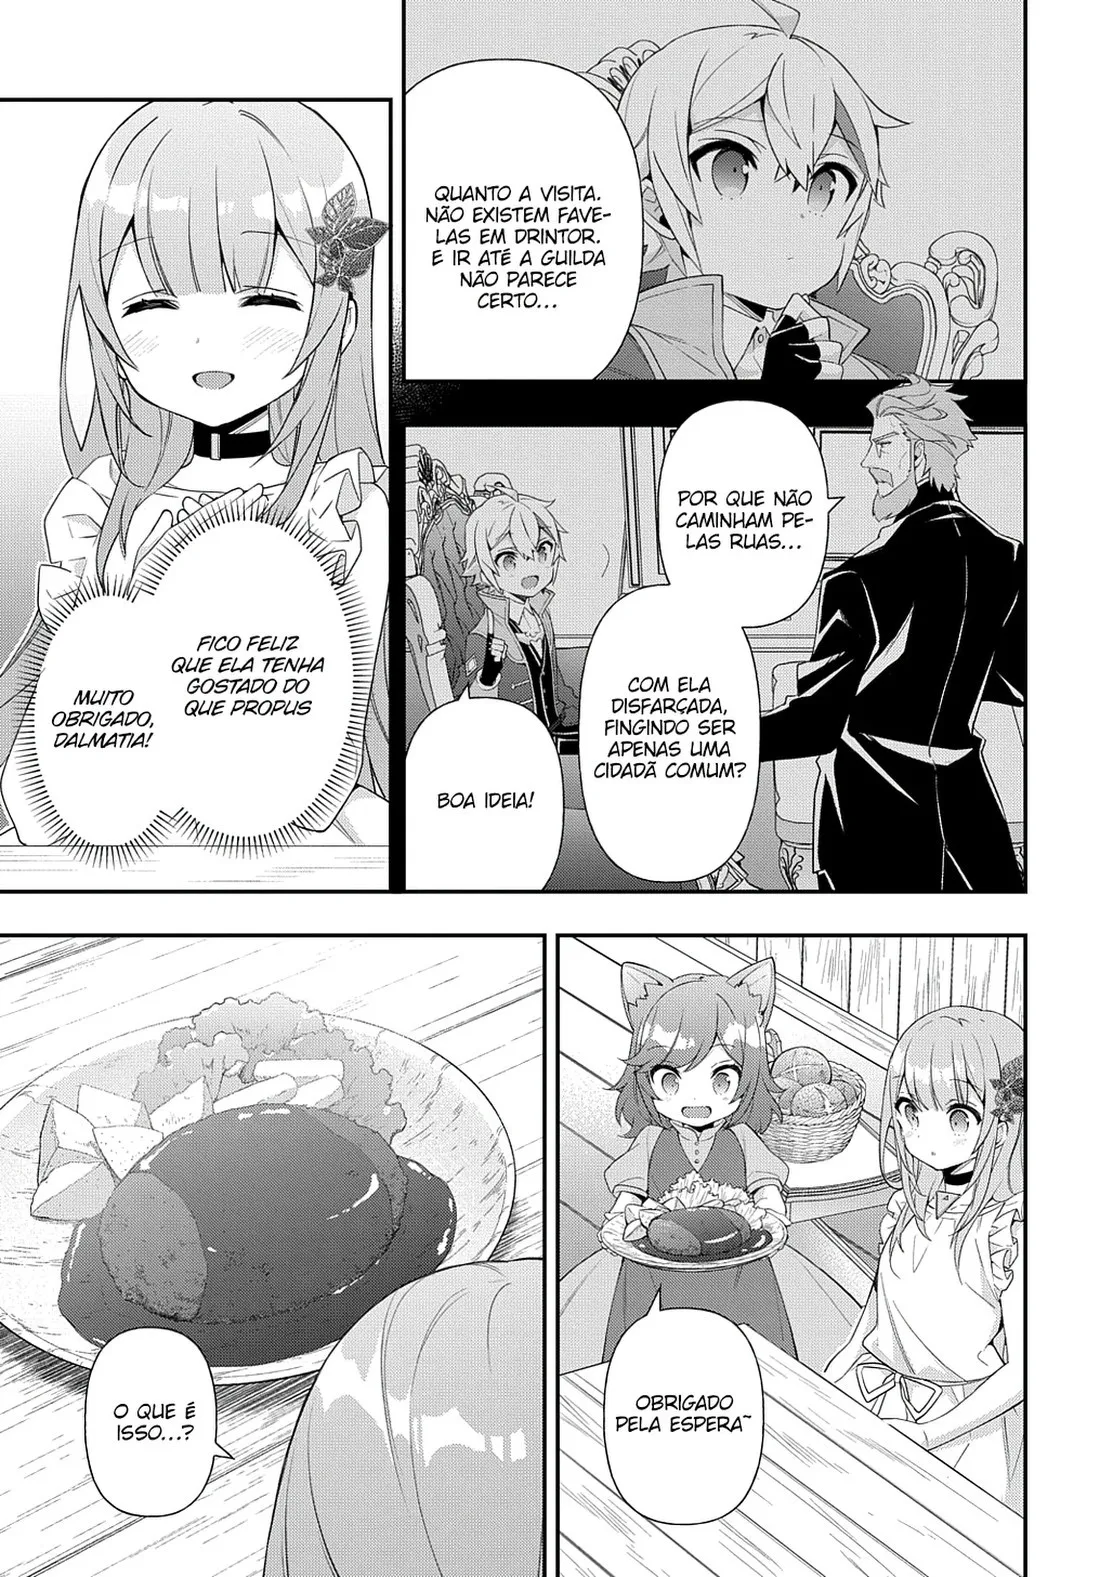 QUANTO A VISITA.
NÃO EXISTEM FAVE-
LAS EM DRINTOR.
E IR ATÉ A GUILDA
NÃO PARECE
CERTO...
POR QUE NÃO
CAMINHAM PE-
LAS RUAS...
COM ELA
DISFARÇADA,
FINGINDO SER
APENAS UMA
CIDADÃ COMUM?
BOA IDEIA!
FICO FELIZ
QUE ELA TENHA
GOSTADO DO
QUE PROPUS
MUITO
OBRIGADO,
DALMATIA!
OBRIGADO
PELA ESPERA~
O QUE É
ISSO...?